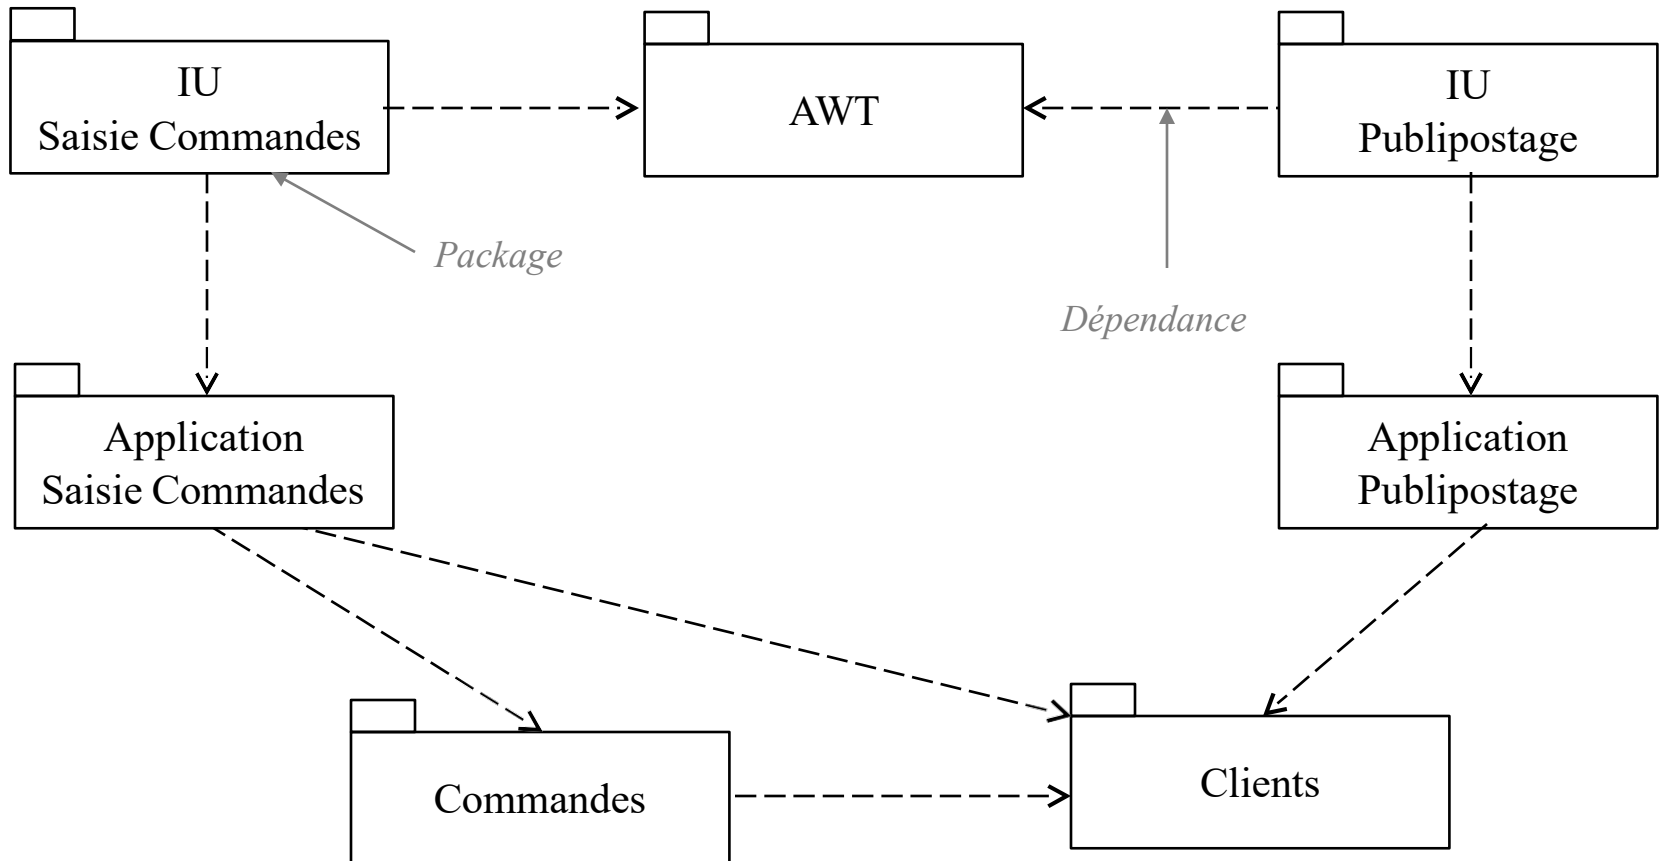 IU
Saisie Commandes
AWT
IU
Publipostage
Package
Dépendance
Application
Saisie Commandes
Application
Publipostage
Commandes
Clients